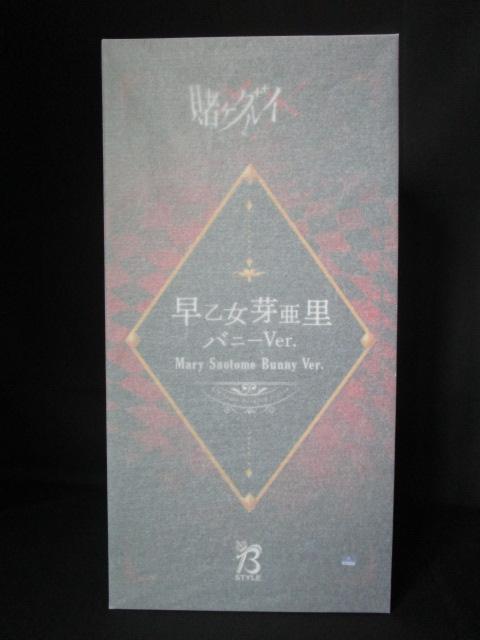 賭ケグルイ
早乙女芽亜里
バニーVer.
Mary Saotome Bunny Ver.
B
STYLE